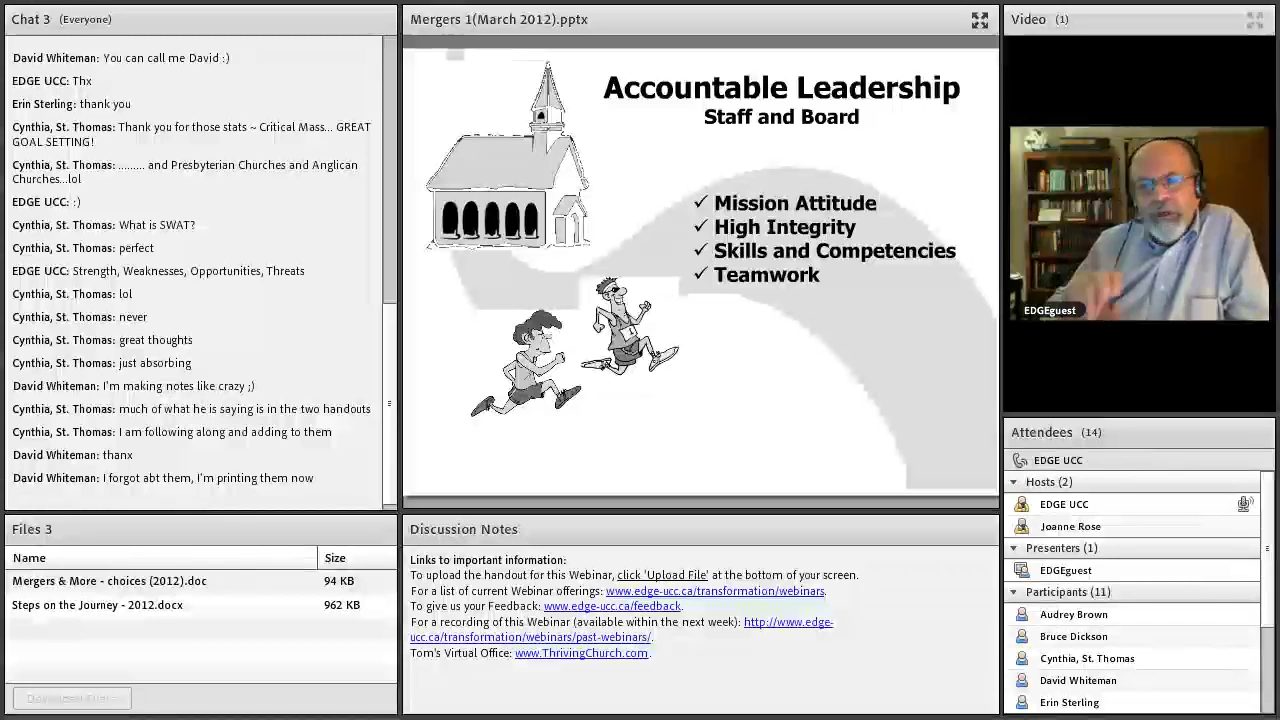 Chat 3 (Everyone)
David Whiteman: You can call me David :)
EDGE UCC: Thx
Erin Sterling: thank you
Cynthia, St. Thomas: Thank you for those stats ~ Critical Mass... GREAT
GOAL SETTING!
Cynthia, St. Thomas: ......... and Presbyterian Churches and Anglican
Churches...lol
EDGE UCC: :)
Cynthia, St. Thomas: What is SWAT?
Cynthia, St. Thomas: perfect
EDGE UCC: Strength, Weaknesses, Opportunities, Threats
Cynthia, St. Thomas: lol
Cynthia, St. Thomas: never
Cynthia, St. Thomas: great thoughts
Cynthia, St. Thomas: just absorbing
David Whiteman: I'm making notes like crazy ;)
Cynthia, St. Thomas: much of what he is saying is in the two handouts
Cynthia, St. Thomas: I am following along and adding to them
David Whiteman: thanx
David Whiteman: I forgot abt them, I'm printing them now
Files 3
Name Size
Mergers & More - choices (2012).doc 94 KB
Steps on the Journey - 2012.docx 962 KB
Mergers 1(March 2012).pptx
Accountable Leadership
Staff and Board
✓ Mission Attitude
✓ High Integrity
✓ Skills and Competencies
✓ Teamwork
Discussion Notes
Links to important information:
To upload the handout for this Webinar, click 'Upload File' at the bottom of your screen.
For a list of current Webinar offerings: www.edge-ucc.ca/transformation/webinars.
To give us your Feedback: www.edge-ucc.ca/feedback.
For a recording of this Webinar (available within the next week): http://www.edge-
ucc.ca/transformation/webinars/past-webinars/.
Tom's Virtual Office: www.ThrivingChurch.com.
Video (1)
EDGEguest
Attendees (14)
EDGE UCC
Hosts (2)
EDGE UCC
Joanne Rose
Presenters (1)
EDGEguest
Participants (11)
Audrey Brown
Bruce Dickson
Cynthia, St. Thomas
David Whiteman
Erin Sterling